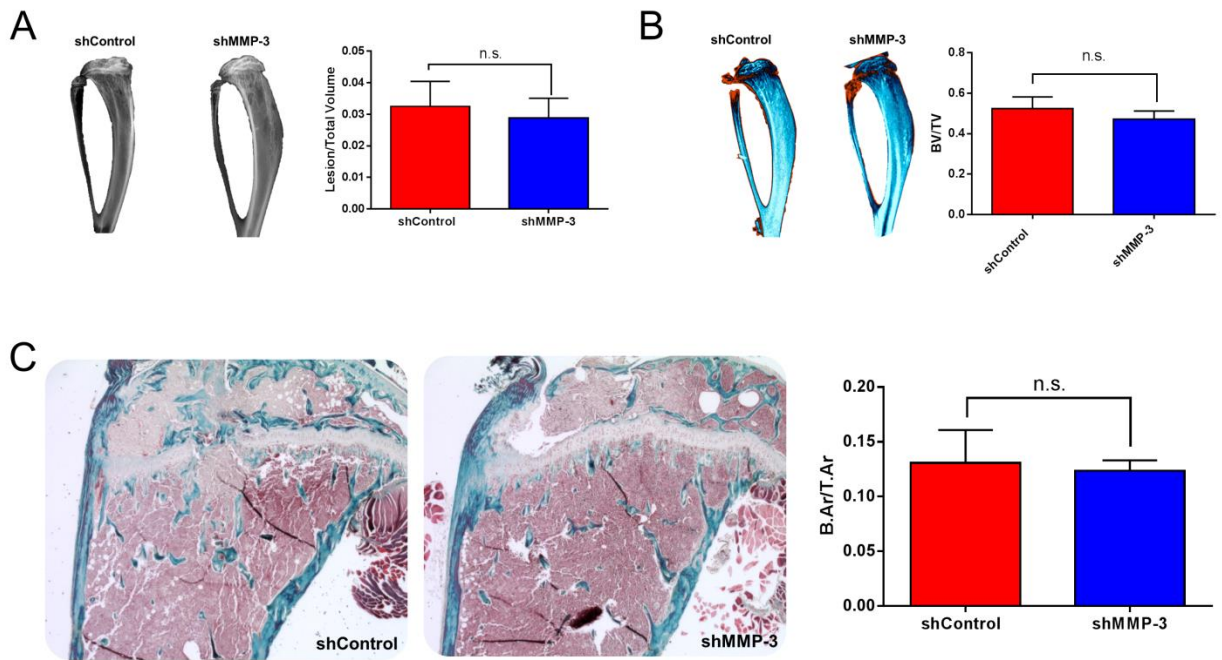 A
shControl
shMMP-3
Lesion/Total Volume
0.05
0.04
0.03
0.02
0.01
0.00
n.s.
shControl
shMMP-3
B
shControl
shMMP-3
BV/TV
0.8
0.6
0.4
0.2
0.0
n.s.
shControl
shMMP-3
C
shControl
shMMP-3
B.Ar/T.Ar
0.20
0.15
0.10
0.05
0.00
n.s.
shControl
shMMP-3